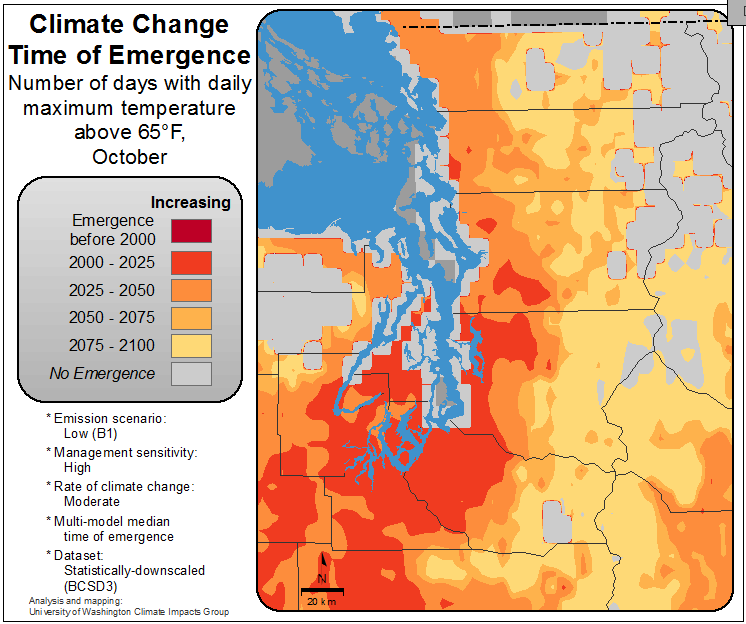 Climate Change
Time of Emergence
Number of days with daily
maximum temperature
above 65°F,
October
Increasing
Emergence
before 2000
2000 - 2025
2025 - 2050
2050 - 2075
2075 - 2100
No Emergence
* Emission scenario:
Low (B1)
* Management sensitivity:
High
* Rate of climate change:
Moderate
* Multi-model median
time of emergence
* Dataset:
Statistically-downscaled
(BCSD3)
Analysis and mapping:
University of Washington Climate Impacts Group
N
20 km